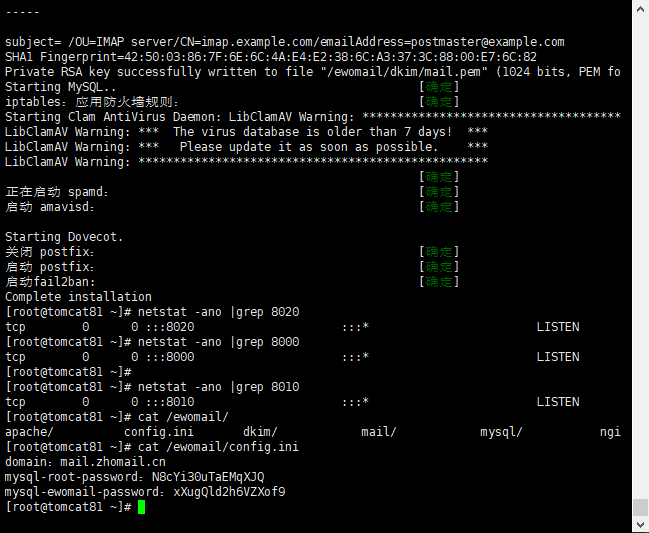 -----
subject= /OU=IMAP server/CN=imap.example.com/emailAddress=postmaster@example.com
SHA1 Fingerprint=42:50:03:86:7F:6E:6C:4A:E4:E2:38:6C:A3:37:3C:88:00:E7:6C:82
Private RSA key successfully written to file "/ewomail/dkim/mail.pem" (1024 bits, PEM fo
Starting MySQL.. [确定]
iptables：应用防火墙规则： [确定]
Starting Clam AntiVirus Daemon: LibClamAV Warning: **************************************
LibClamAV Warning: *** The virus database is older than 7 days! ***
LibClamAV Warning: *** Please update it as soon as possible. ***
LibClamAV Warning: **************************************************
[确定]
正在启动 spamd： [确定]
启动 amavisd： [确定]
Starting Dovecot.
关闭 postfix： [确定]
启动 postfix： [确定]
启动fail2ban: [确定]
Complete installation
[root@tomcat81 ~]# netstat -ano |grep 8020
tcp 0 0 :::8020 :::* LISTEN
[root@tomcat81 ~]# netstat -ano |grep 8000
tcp 0 0 :::8000 :::* LISTEN
[root@tomcat81 ~]#
[root@tomcat81 ~]# netstat -ano |grep 8010
tcp 0 0 :::8010 :::* LISTEN
[root@tomcat81 ~]# cat /ewomail/
apache/ config.ini dkim/ mail/ mysql/ ngi
[root@tomcat81 ~]# cat /ewomail/config.ini
domain：mail.zhomail.cn
mysql-root-password：N8cYi30uTaEMqXJQ
mysql-ewomail-password：xXugQld2h6VZXof9
[root@tomcat81 ~]#